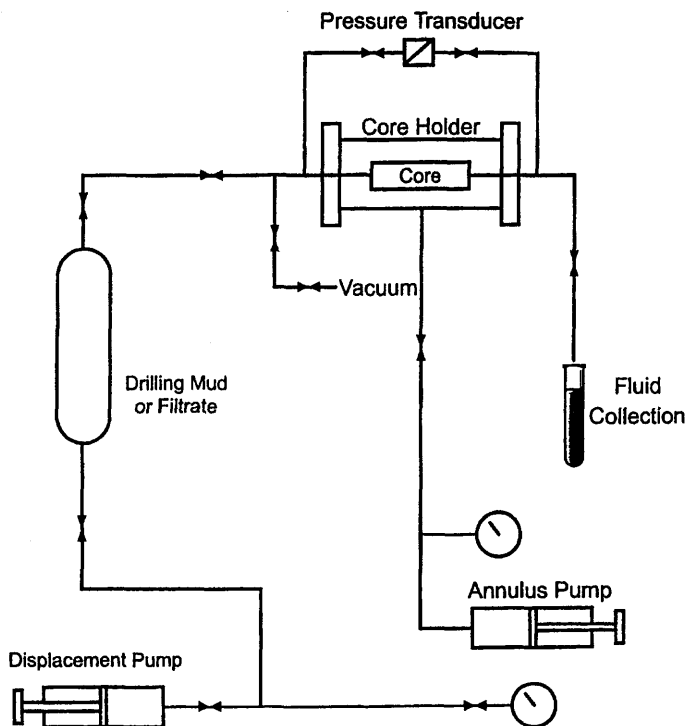 Pressure Transducer
Core Holder
Core
Vacuum
Drilling Mud
or Filtrate
Fluid
Collection
Annulus Pump
Displacement Pump